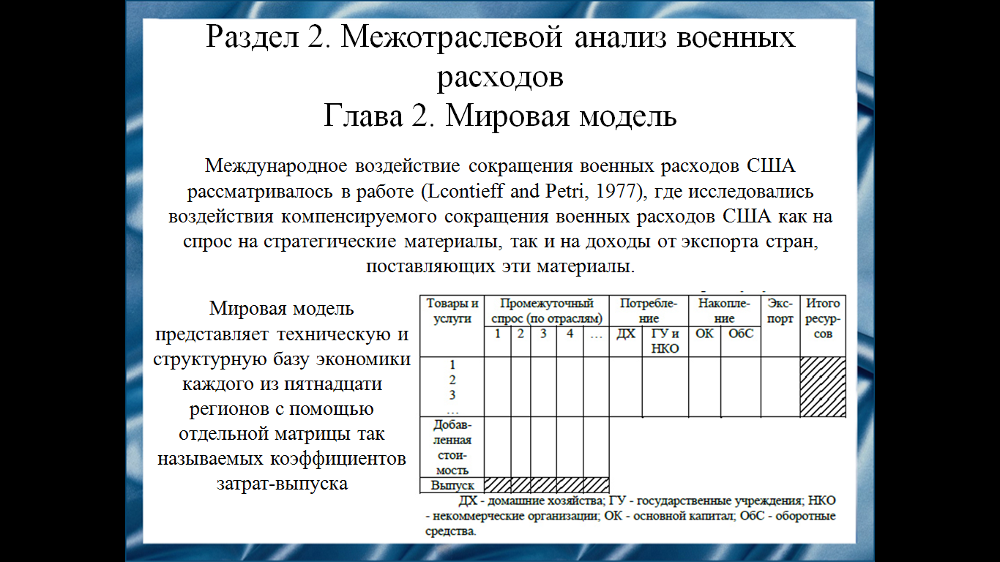 Раздел 2. Межотраслевой анализ военных
расходов
Глава 2. Мировая модель
Международное воздействие сокращения военных расходов США
рассматривалось в работе (Lcontieff and Petri, 1977), где исследовались
воздействия компенсируемого сокращения военных расходов США как на
спрос на стратегические материалы, так и на доходы от экспорта стран,
поставляющих эти материалы.
Мировая модель
представляет техническую и
структурную базу экономики
каждого из пятнадцати
регионов с помощью
отдельной матрицы так
называемых коэффициентов
затрат-выпуска
Товары и Промежуточный Потребле- Накопле- Экс- Итого
услуги спрос (по отраслям) ние ние порт ресур-
1 2 3 4 … ДХ ГУ и ОК ОбС сов
НКО
1
2
3
…
Добав-
ленная
стои-
мость
Выпуск
ДХ - домашние хозяйства; ГУ - государственные учреждения; НКО
- некоммерческие организации; ОК - основной капитал; ОбС - оборотные
средства.